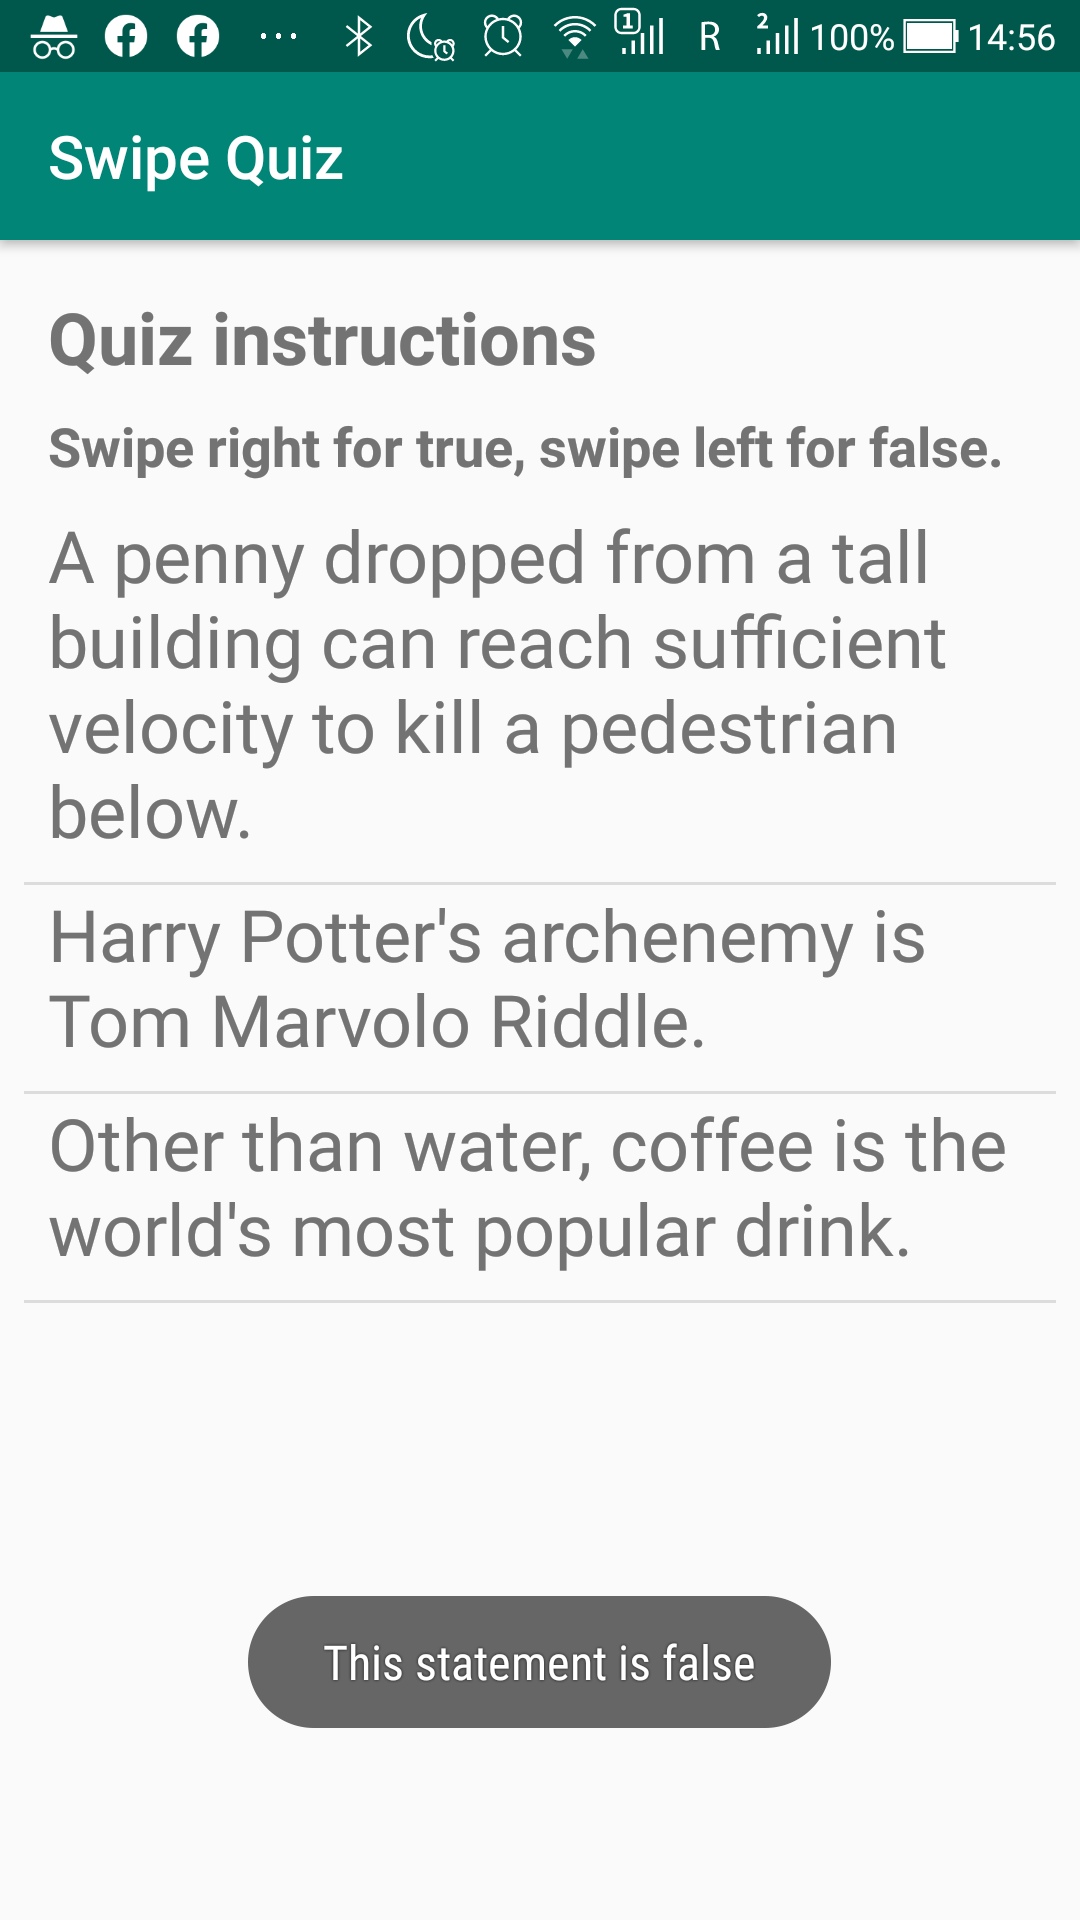 1 R 2 100% 14:56
Swipe Quiz
Quiz instructions
Swipe right for true, swipe left for false.
A penny dropped from a tall
building can reach sufficient
velocity to kill a pedestrian
below.
Harry Potter's archenemy is
Tom Marvolo Riddle.
Other than water, coffee is the
world's most popular drink.
This statement is false